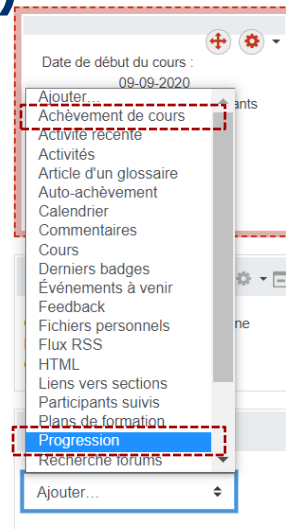 )
Date de début du cours :
09-09-2020
ants
Ajouter...
Achèvement de cours
Activité récente
Activités
Article d'un glossaire
Auto-achèvement
Calendrier
Commentaires
Cours
Derniers badges
Événements à venir
Feedback
Fichiers personnels
ne
Flux RSS
HTML
Liens vers sections
Participants suivis
Plans de formation
Progression
Recherche forums
Ajouter...